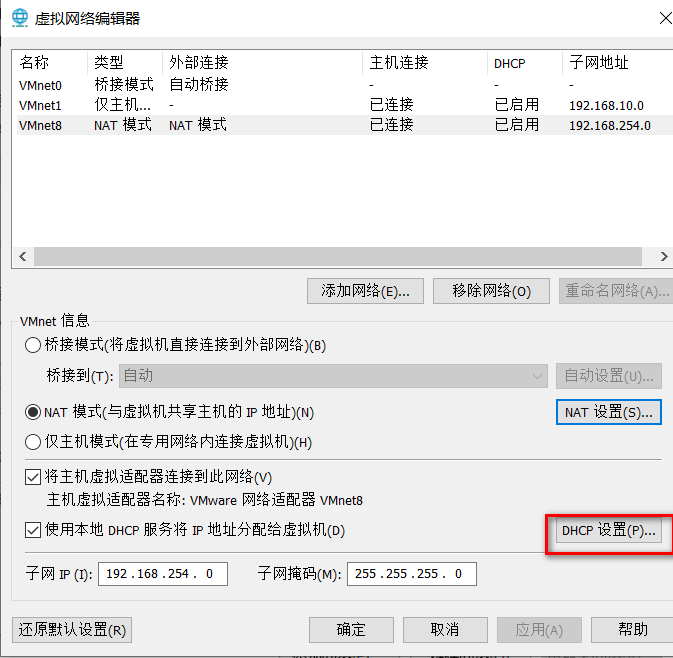 虚拟网络编辑器
名称 类型 外部连接 主机连接 DHCP 子网地址
VMnet0 桥接模式 自动桥接 - - -
VMnet1 仅主机... - 已连接 已启用 192.168.10.0
VMnet8 NAT 模式 NAT 模式 已连接 已启用 192.168.254.0
添加网络(E)... 移除网络(O) 重命名网络(A)...
VMnet 信息
桥接模式(将虚拟机直接连接到外部网络)(B)
桥接到(T): 自动 自动设置(U)...
NAT 模式(与虚拟机共享主机的 IP 地址)(N) NAT 设置(S)...
仅主机模式(在专用网络内连接虚拟机)(H)
将主机虚拟适配器连接到此网络(V)
主机虚拟适配器名称: VMware 网络适配器 VMnet8
使用本地 DHCP 服务将 IP 地址分配给虚拟机(D) DHCP 设置(P)...
子网 IP (I): 192.168.254. 0 子网掩码(M): 255.255.255. 0
还原默认设置(R) 确定 取消 应用(A) 帮助